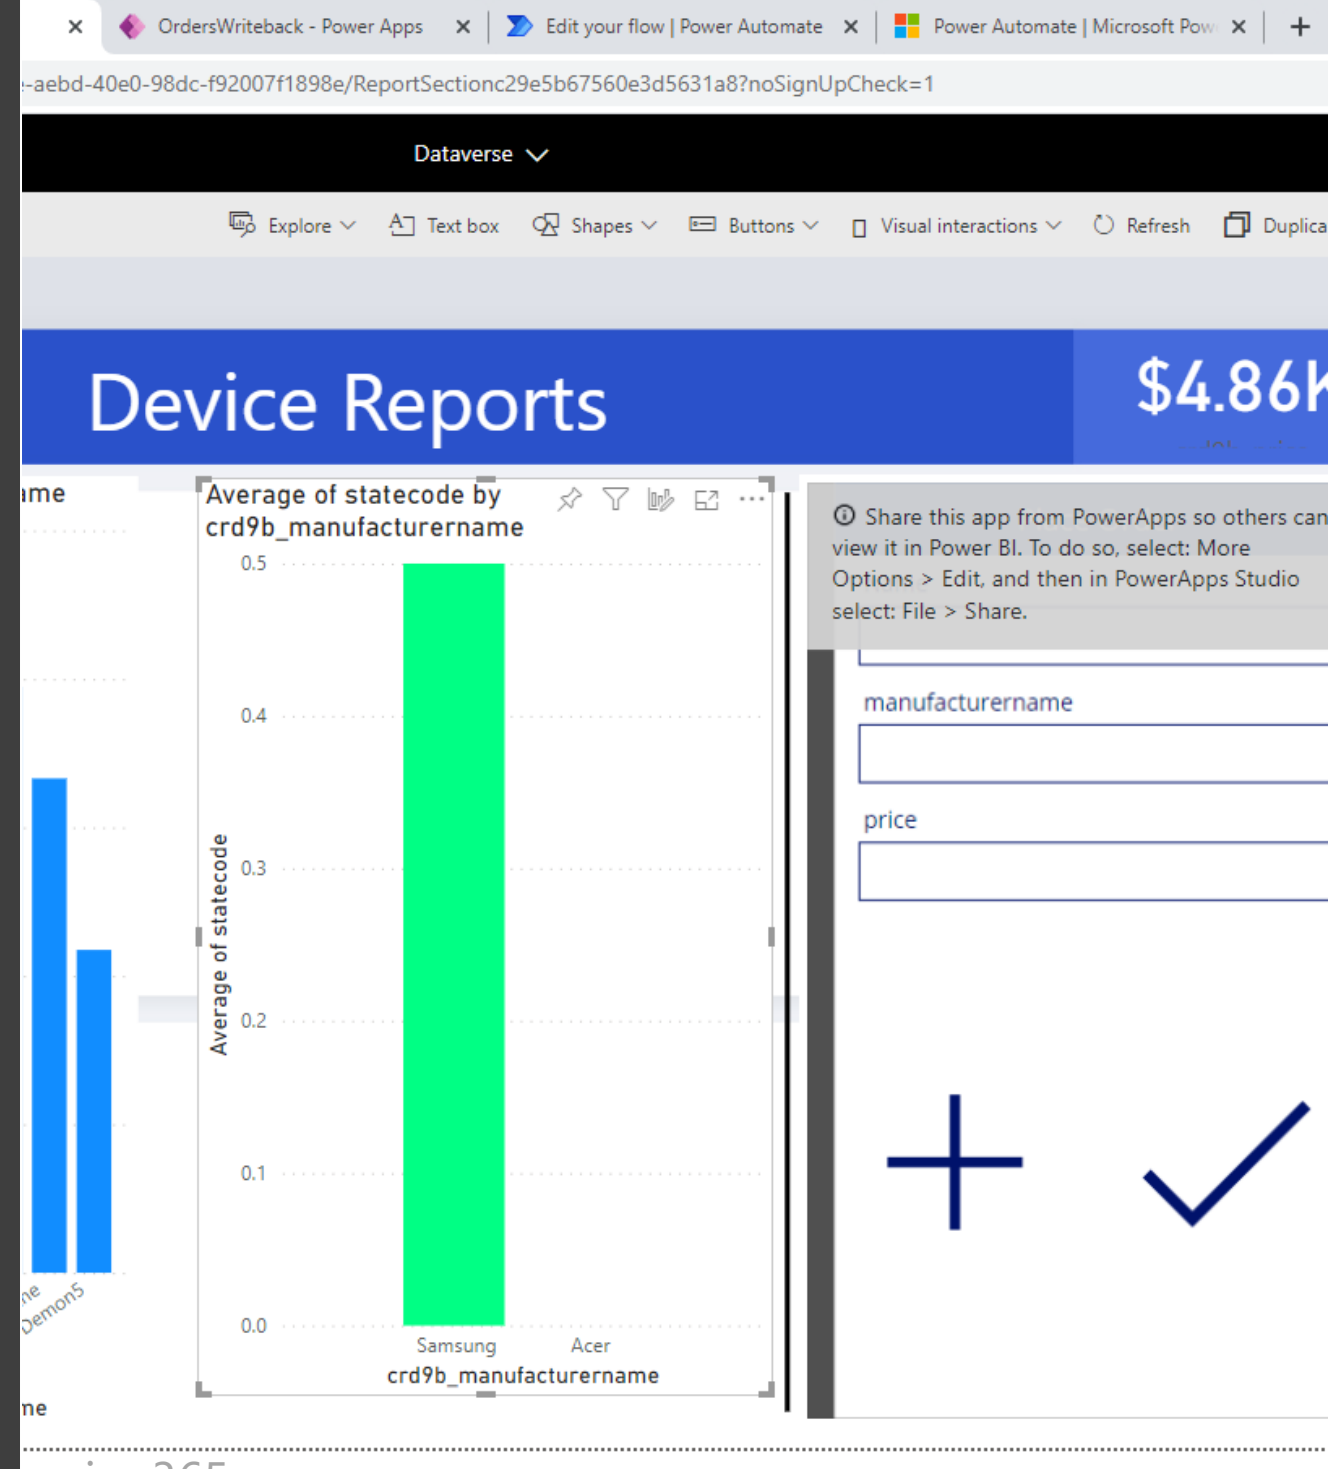 OrdersWriteback - Power Apps
Edit your flow | Power Automate
Power Automate | Microsoft Pow
-aebd-40e0-98dc-f92007f1898e/ReportSectionc29e5b67560e3d5631a8?noSignUpCheck=1
Dataverse
Explore
Text box
Shapes
Buttons
Visual interactions
Refresh
Duplica
Device Reports
$4.86K
ame
Average of statecode by
crd9b_manufacturername
0.5
0.4
0.3
0.2
0.1
0.0
Average of statecode
Samsung
Acer
crd9b_manufacturername
ne
Demon5
me
Share this app from PowerApps so others can
view it in Power BI. To do so, select: More
Options > Edit, and then in PowerApps Studio
select: File > Share.
manufacturername
price